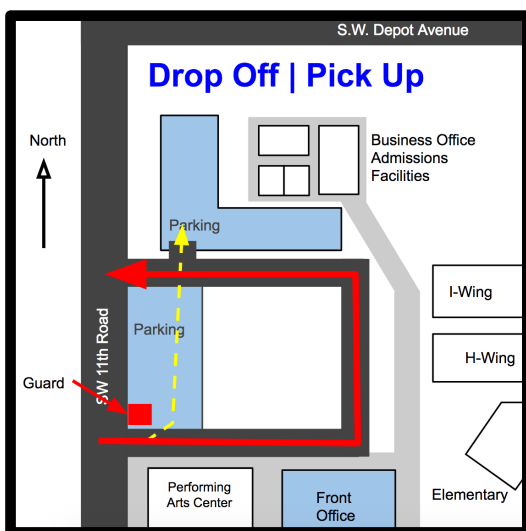 S.W. Depot Avenue
Drop Off | Pick Up
North
Business Office
Admissions
Facilities
Parking
I-Wing
Parking
SW 11th Road
H-Wing
Guard
Performing
Arts Center
Front
Office
Elementary